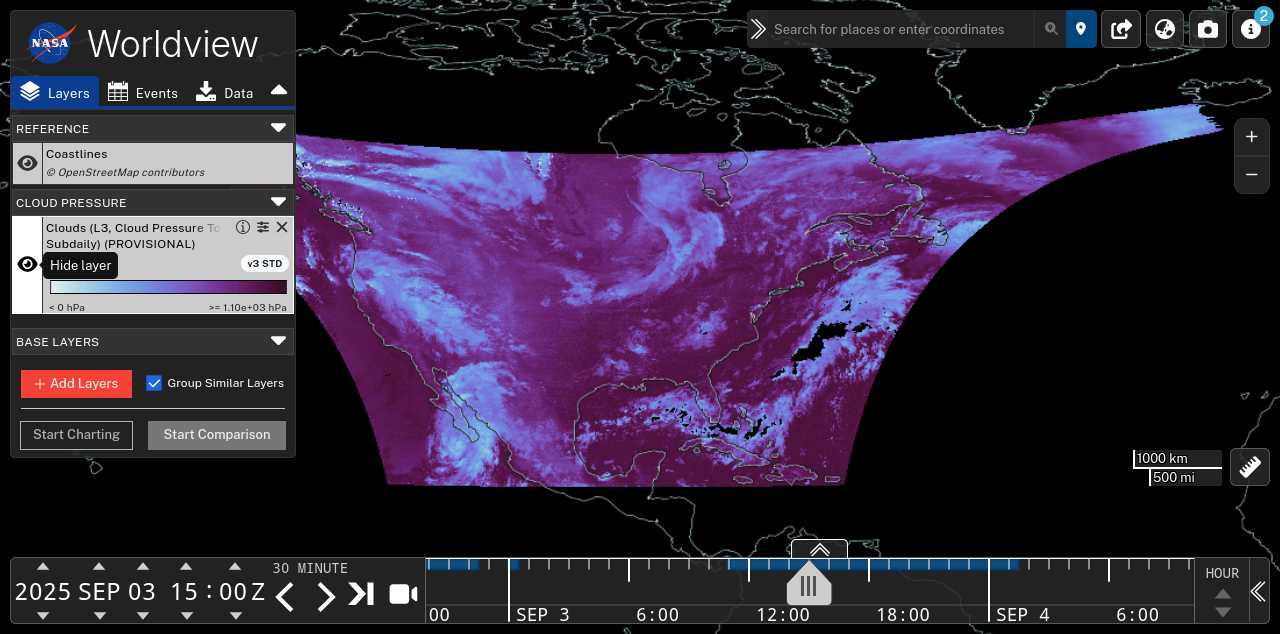 NASA
Worldview
Search for places or enter coordinates
2
Layers
Events
Data
REFERENCE
Coastlines
© OpenStreetMap contributors
CLOUD PRESSURE
Clouds (L3, Cloud Pressure To
Subdaily) (PROVISIONAL)
Hide layer
v3 STD
< 0 hPa
>= 1.10e+03 hPa
BASE LAYERS
+ Add Layers
Group Similar Layers
Start Charting
Start Comparison
+
−
1000 km
500 mi
2025 SEP 03 15 : 00 Z
30 MINUTE
00
SEP 3
6:00
12:00
18:00
SEP 4
6:00
HOUR